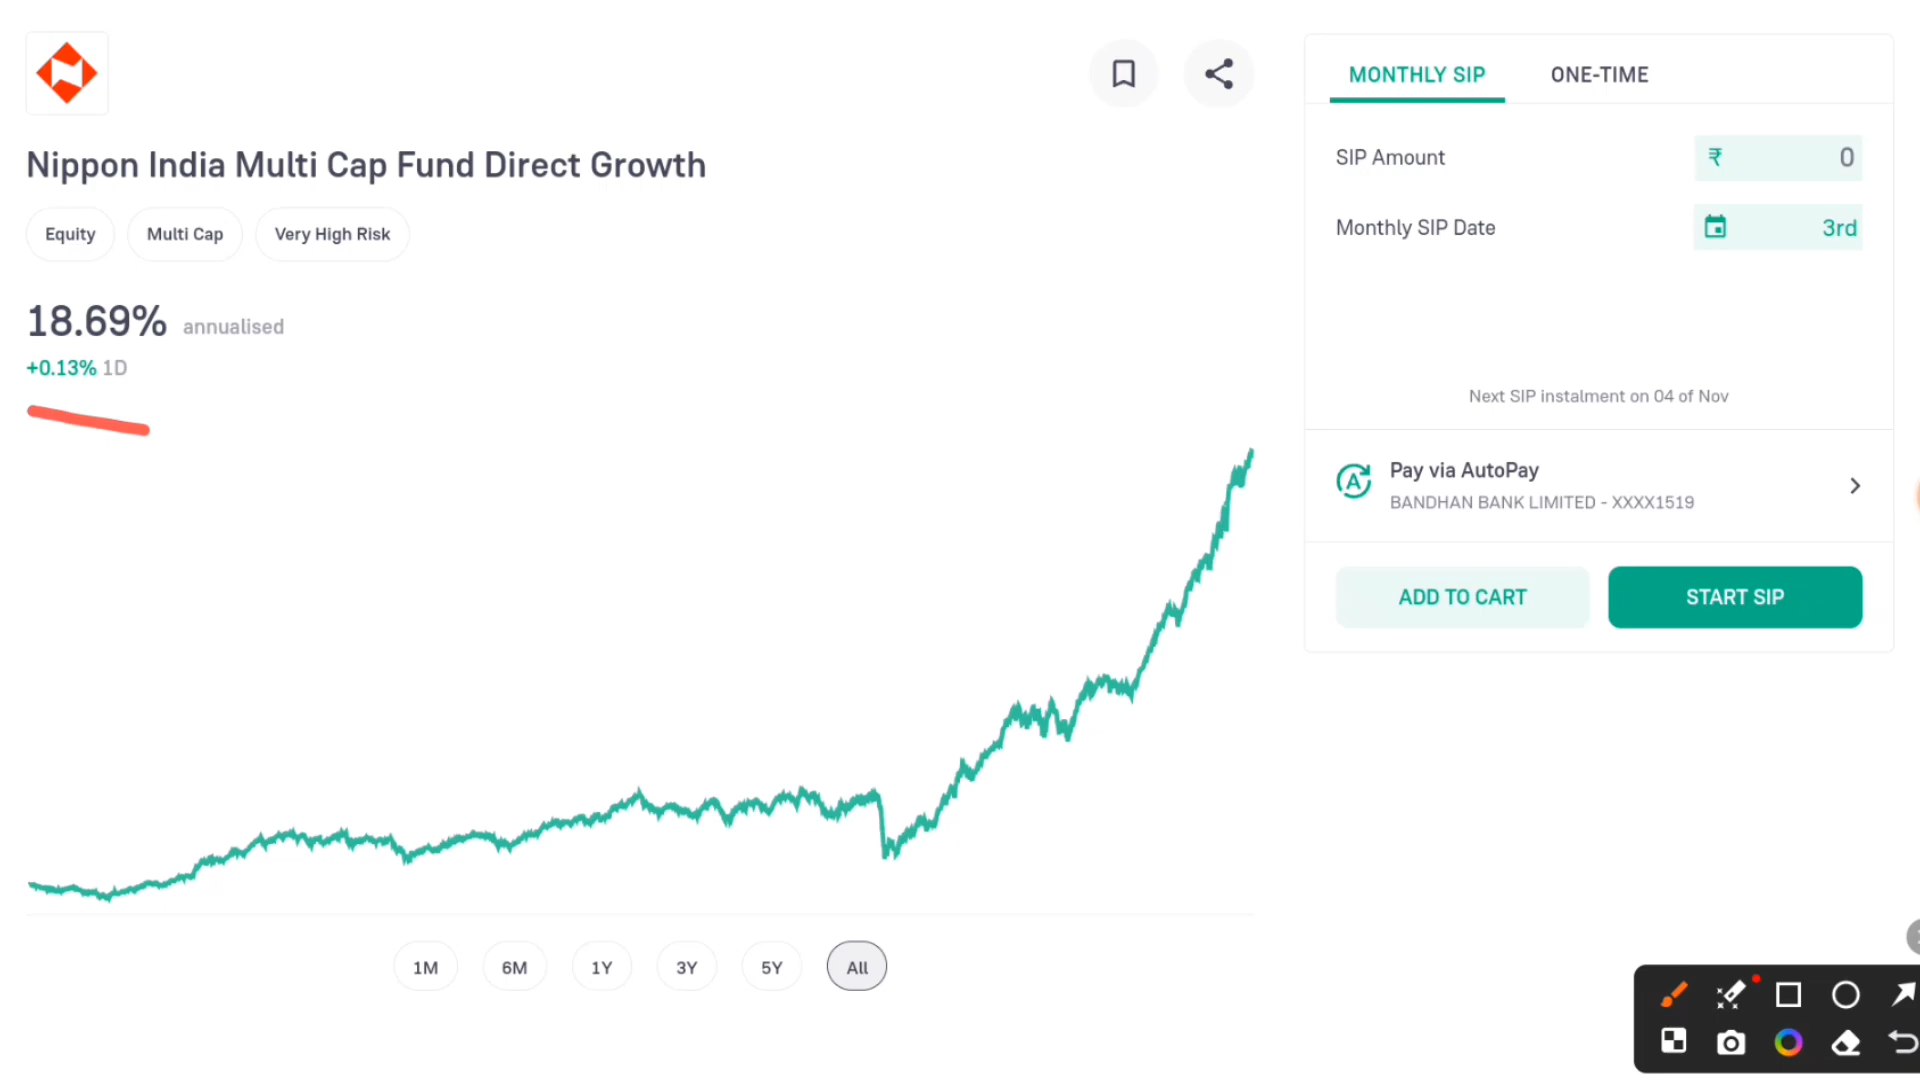 MONTHLY SIP
ONE-TIME
SIP Amount
₹ 0
Nippon India Multi Cap Fund Direct Growth
Monthly SIP Date
3rd
Equity
Multi Cap
Very High Risk
18.69% annualised
+0.13% 1D
Next SIP instalment on 04 of Nov
Pay via AutoPay
BANDHAN BANK LIMITED - XXXX1519
ADD TO CART
START SIP
1M
6M
1Y
3Y
5Y
All